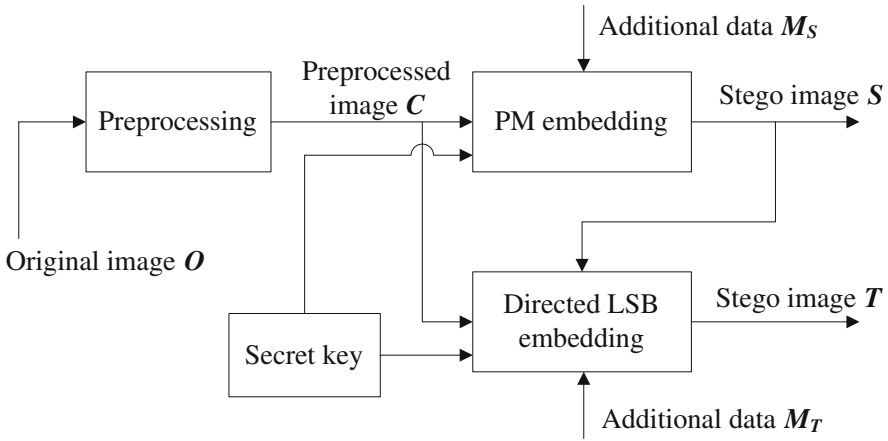 Additional data M_S
Preprocessed
image C
Stego image S
Preprocessing
PM embedding
Original image O
Directed LSB
embedding
Stego image T
Secret key
Additional data M_T